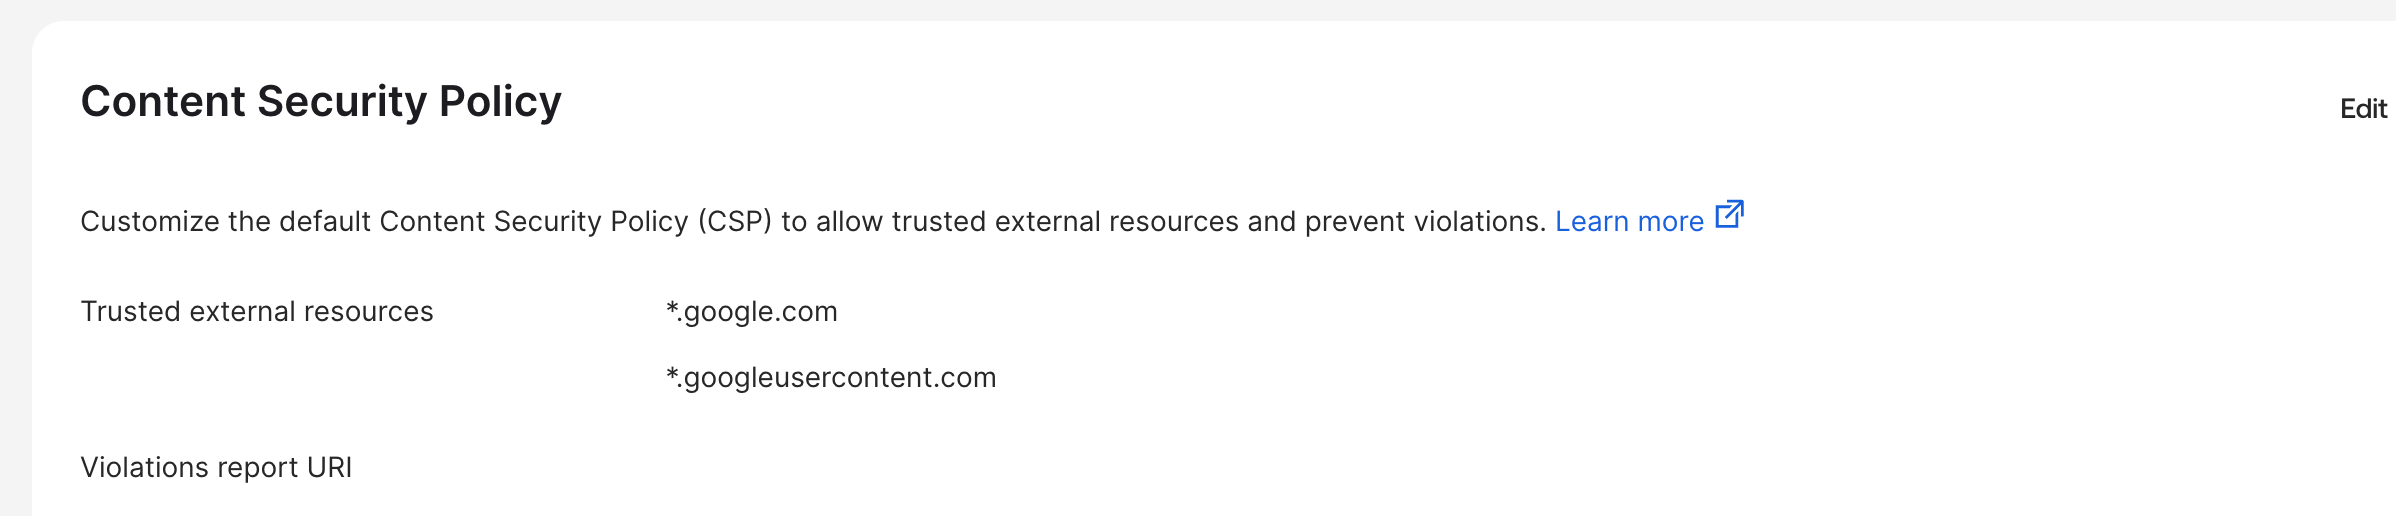 Content Security Policy
Edit
Customize the default Content Security Policy (CSP) to allow trusted external resources and prevent violations. Learn more
Trusted external resources *.google.com
*.googleusercontent.com
Violations report URI